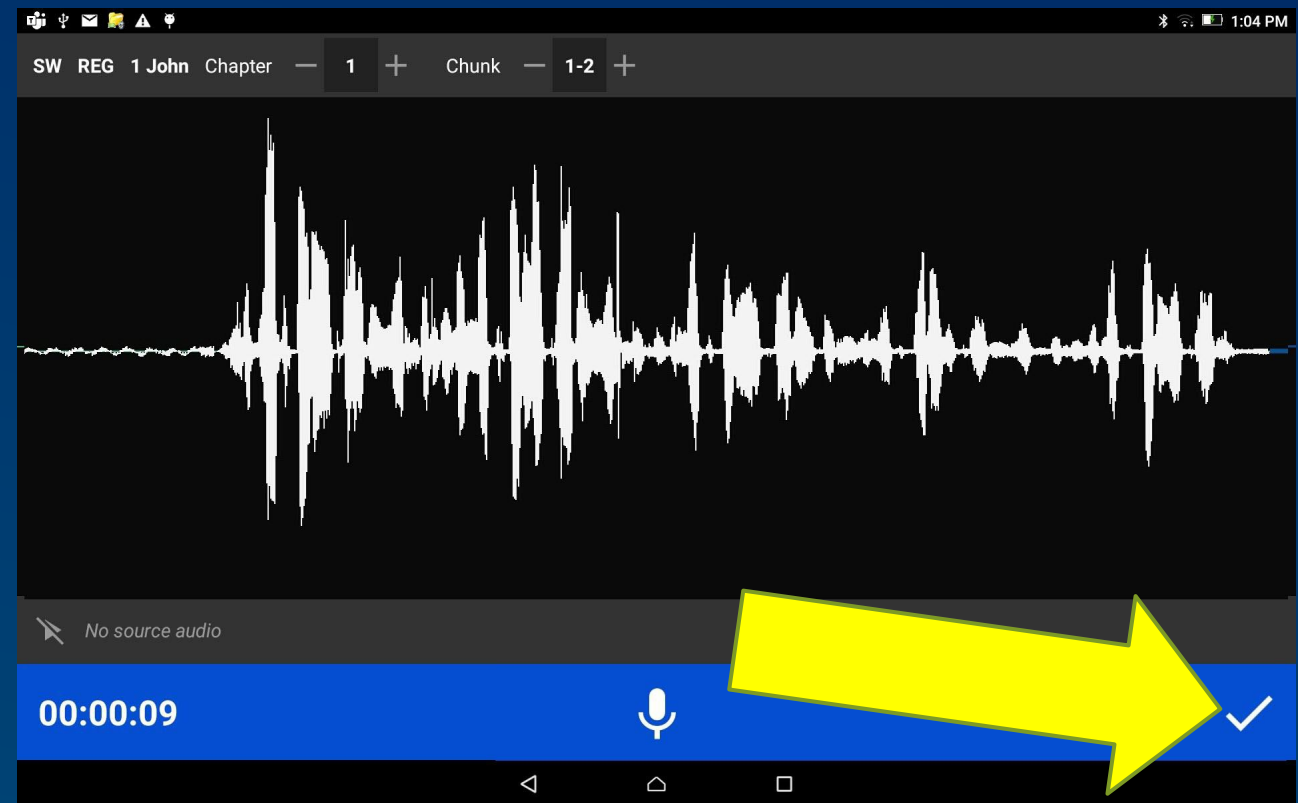 1:04 PM
SW REG 1 John Chapter − 1 + Chunk − 1-2 +
No source audio
00:00:09